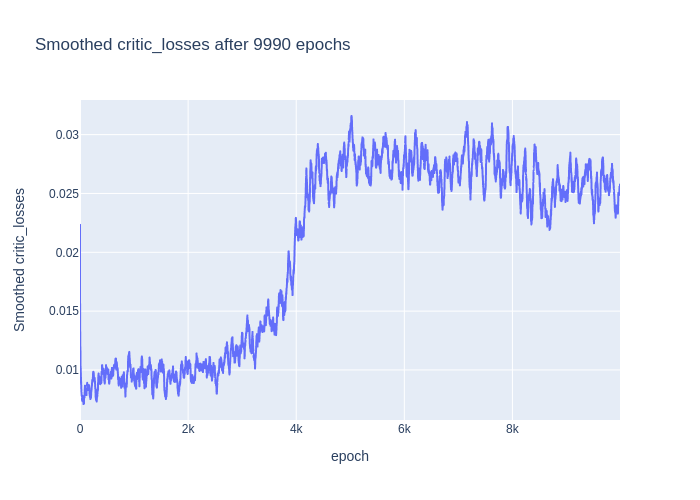 Smoothed critic_losses after 9990 epochs
0.03
0.025
0.02
0.015
0.01
Smoothed critic_losses
0 2k 4k 6k 8k
epoch